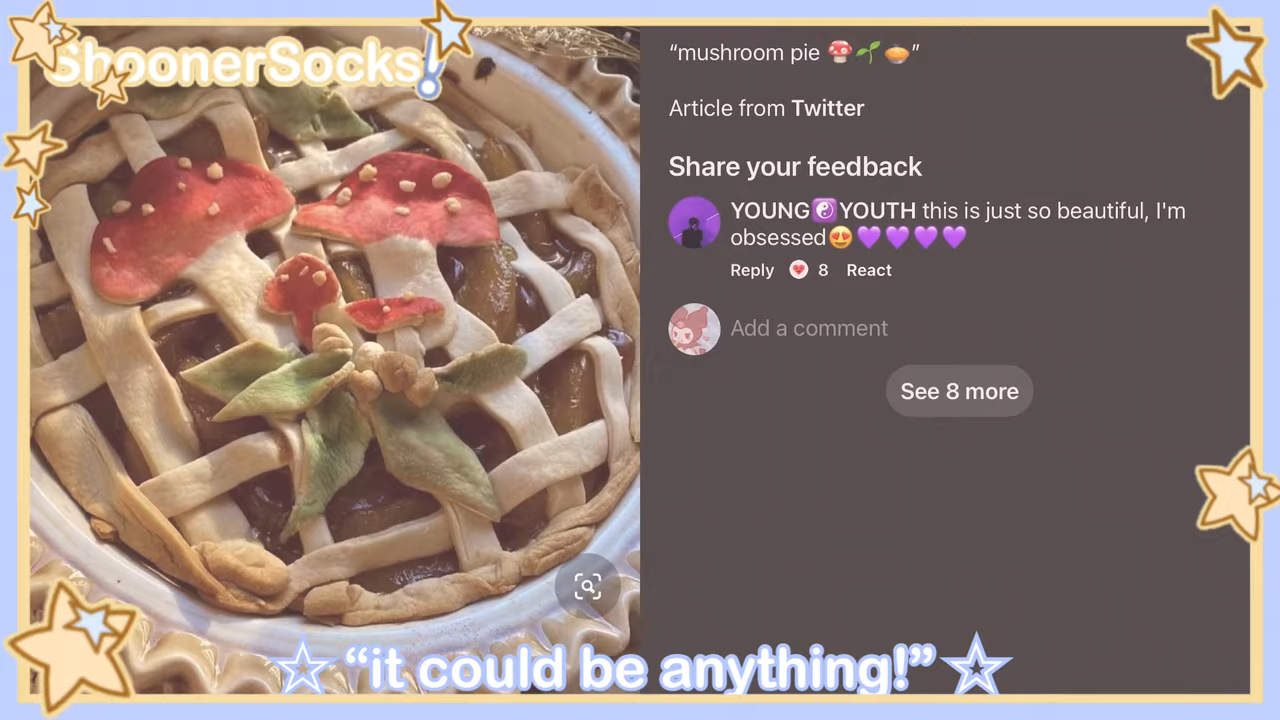 ShoonerSocks!
“mushroom pie 🍄🌱🥧”
Article from Twitter
Share your feedback
YOUNG☯️YOUTH this is just so beautiful, I'm
obsessed😍💜💜💜💜
Reply 8 React
Add a comment
See 8 more
☆“it could be anything!”☆